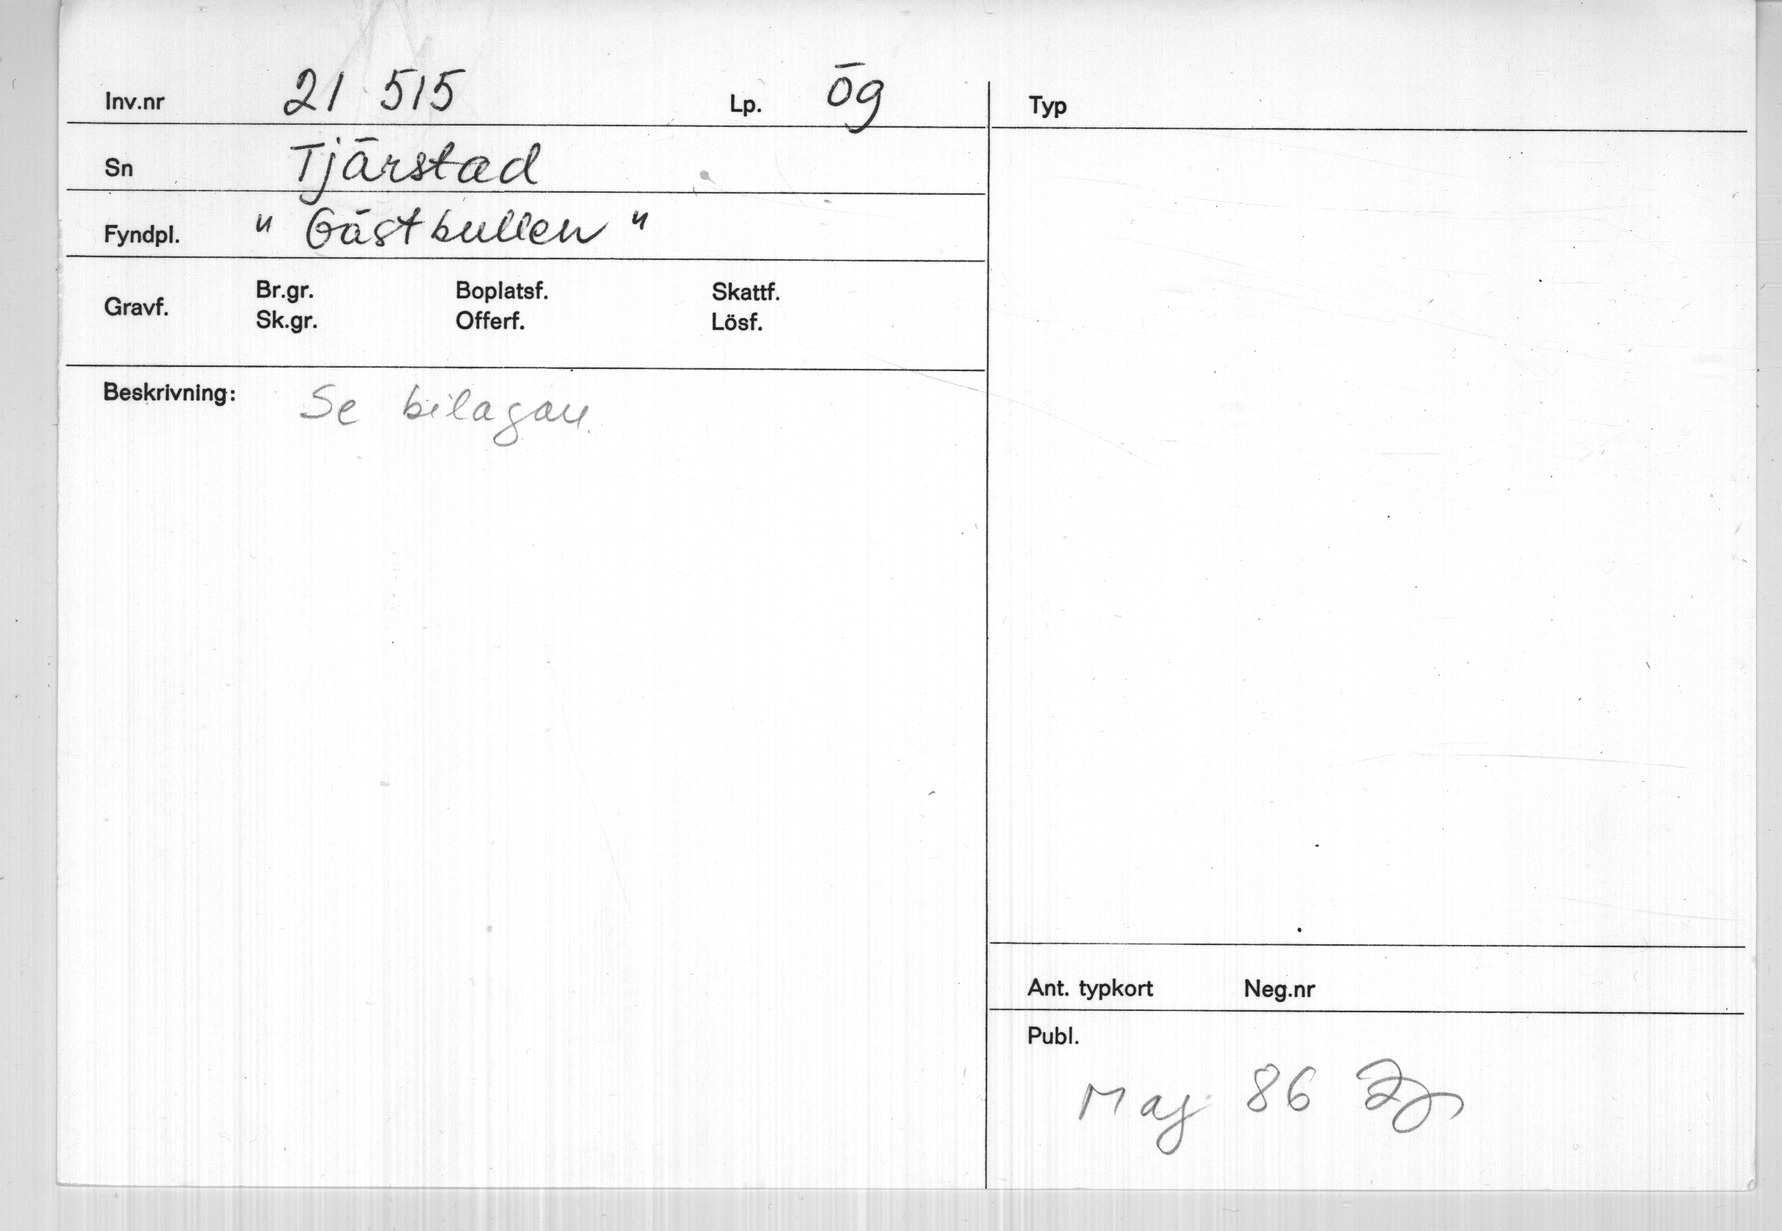 Inv.nr 21 515 Lp. Ög
Sn Tjärstad
Fyndpl. "Gästkullen"
Gravf. Br.gr. Boplatsf. Skattf.
Sk.gr. Offerf. Lösf.
Beskrivning: Se bilagan.
Typ
Ant. typkort Neg.nr
Publ.
Maj 86